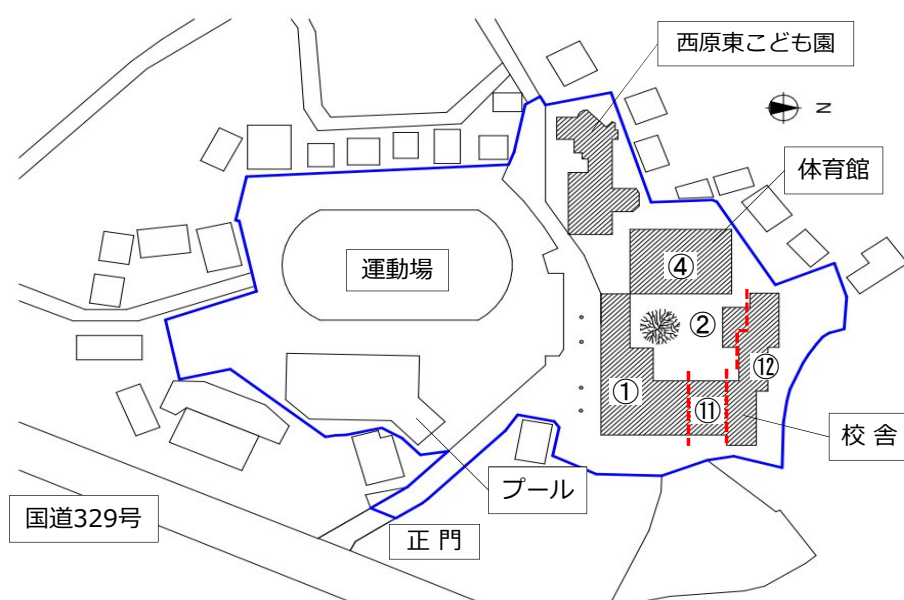 西原東こども園
N
体育館
運動場
④
②
⑫
①
⑪
校 舎
プール
国道329号
正 門